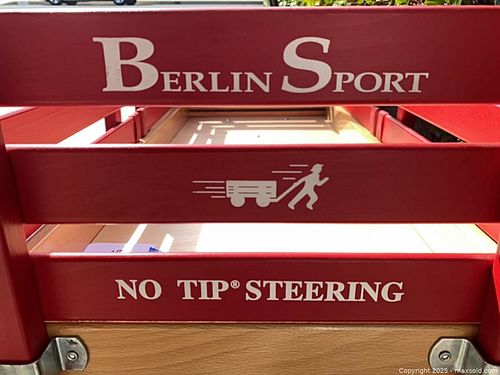 BERLIN SPORT
NO TIP® STEERING
Copyright 2025 - maxsold.com